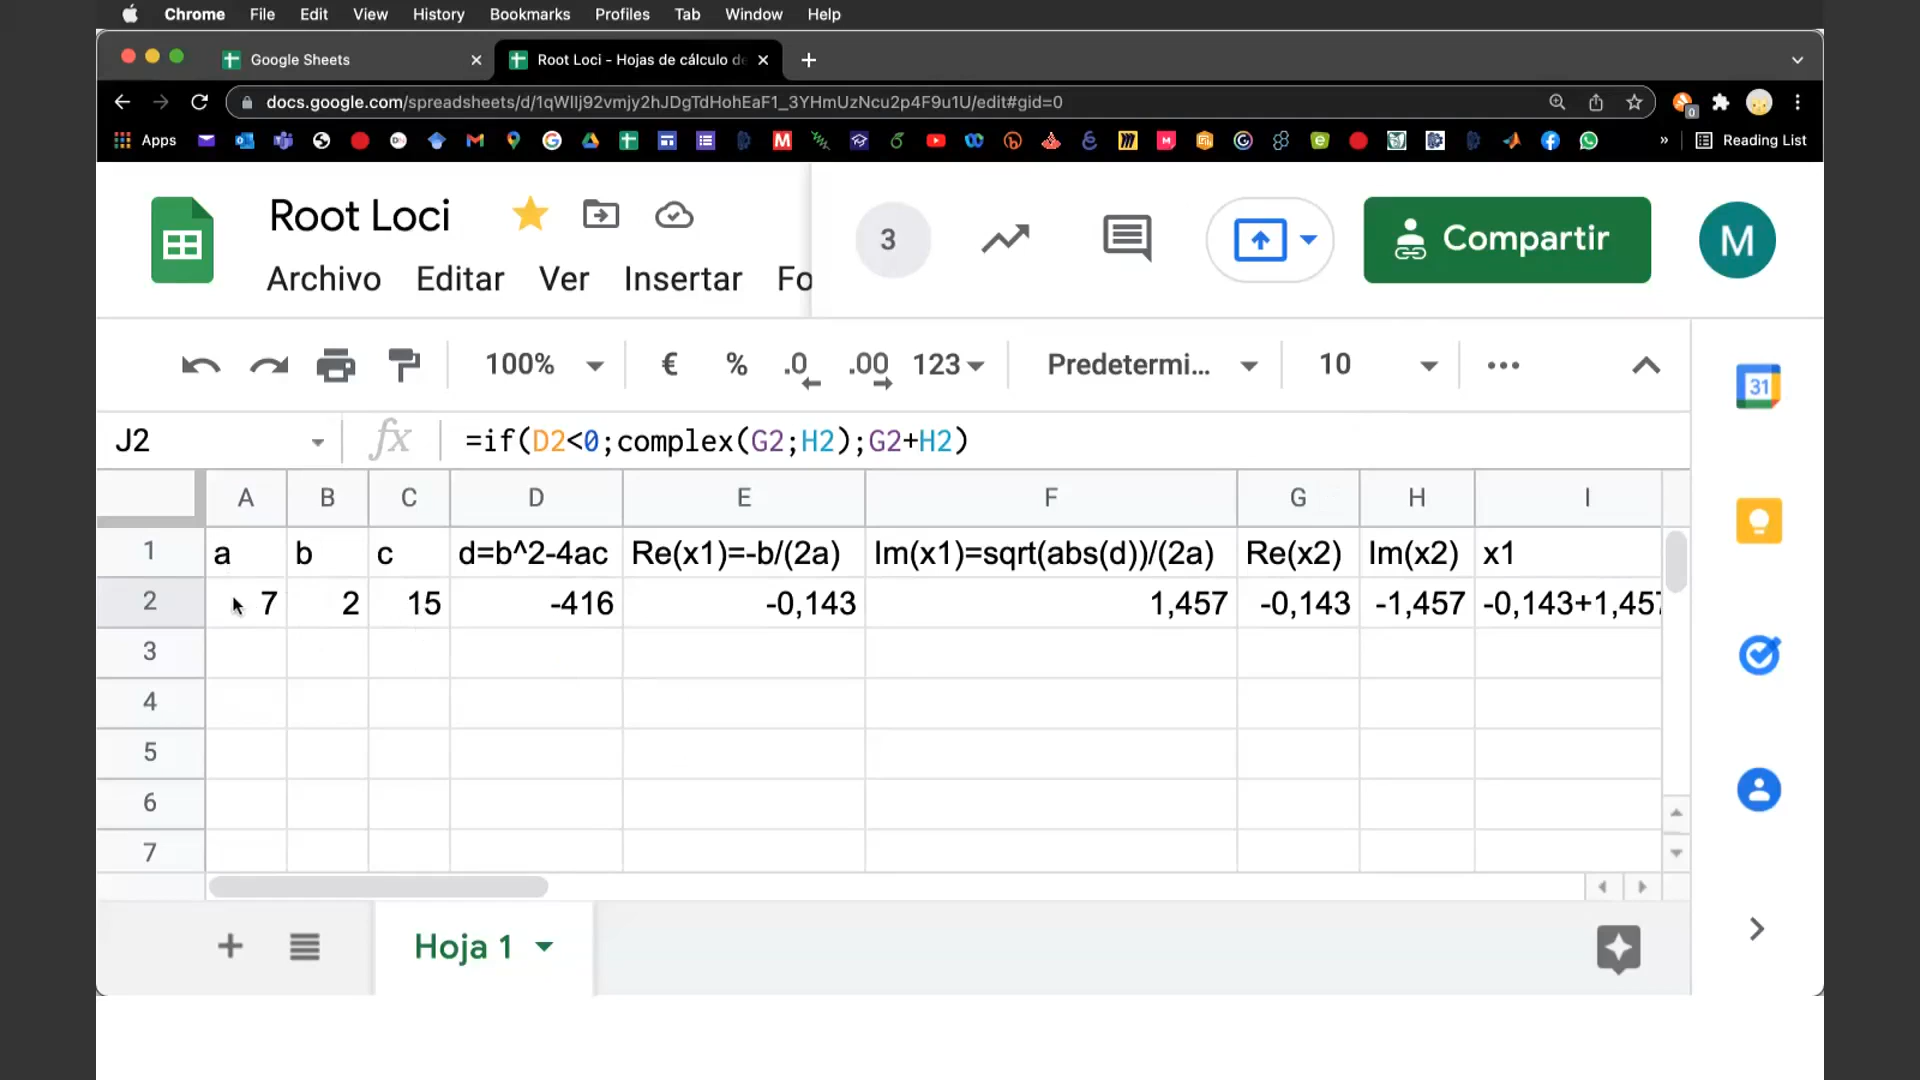 Chrome File Edit View History Bookmarks Profiles Tab Window Help
Google Sheets
Root Loci - Hojas de cálculo de
docs.google.com/spreadsheets/d/1qWIlj92vmjy2hJDgTdHohEaF1_3YHmUzNcu2p4F9u1U/edit#gid=0
0
Apps
» Reading List
Root Loci
Archivo Editar Ver Insertar Fo
3
Compartir
M
100% € % .0 .00 123 Predetermi... 10
31
J2 fx =if(D2<0;complex(G2;H2);G2+H2)
A B C D E F G H I
1 a b c d=b^2-4ac Re(x1)=-b/(2a) Im(x1)=sqrt(abs(d))/(2a) Re(x2) Im(x2) x1
2 7 2 15 -416 -0,143 1,457 -0,143 -1,457 -0,143+1,457
3
4
5
6
7
Hoja 1